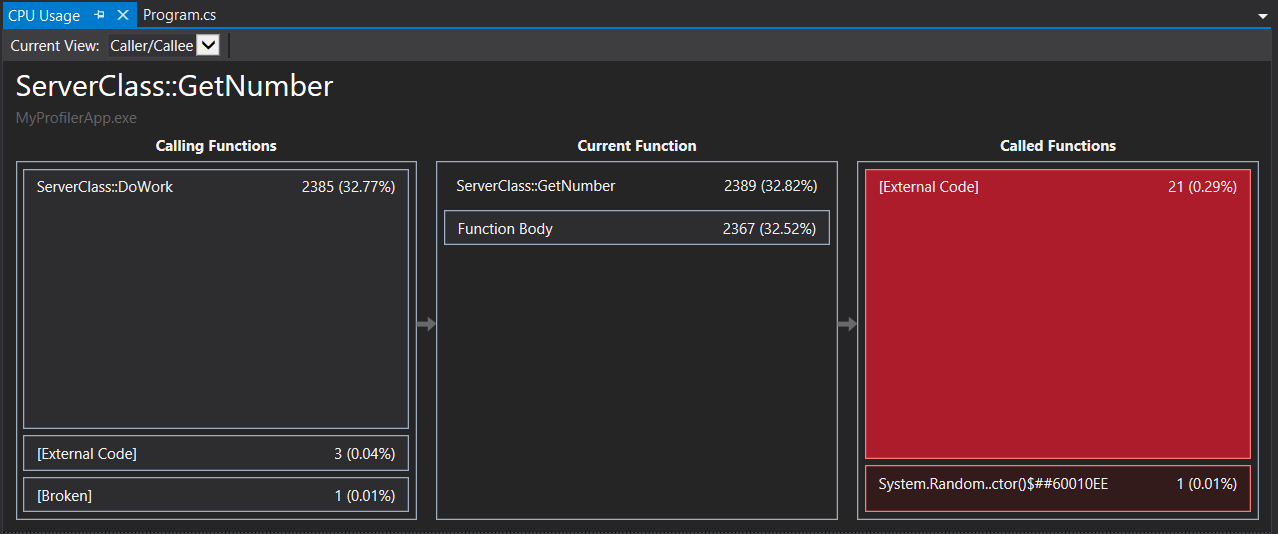 CPU Usage Program.cs
Current View: Caller/Callee
ServerClass::GetNumber
MyProfilerApp.exe
Calling Functions Current Function Called Functions
ServerClass::DoWork 2385 (32.77%)
[External Code] 3 (0.04%)
[Broken] 1 (0.01%)
ServerClass::GetNumber 2389 (32.82%)
Function Body 2367 (32.52%)
[External Code] 21 (0.29%)
System.Random..ctor()$##60010EE 1 (0.01%)